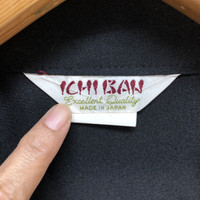 ICHI BAN
Excellent Quality
MADE IN JAPAN